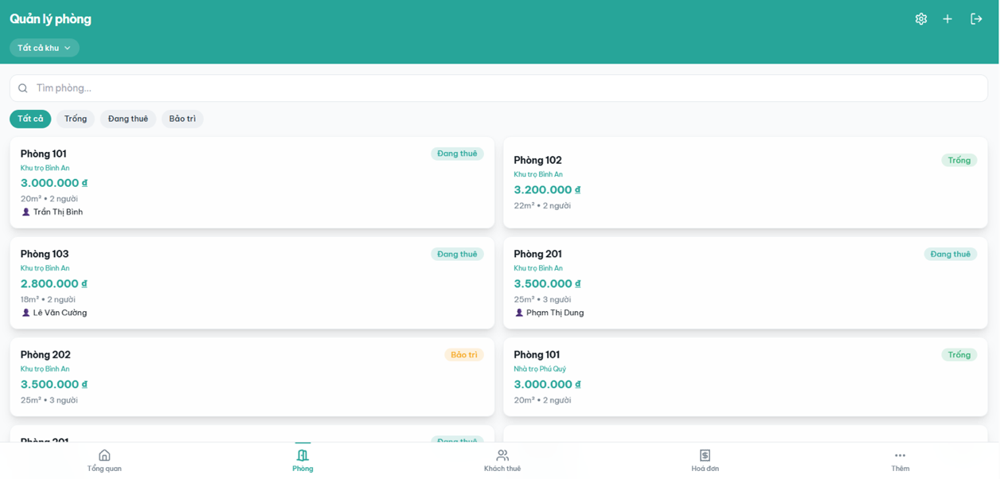 Quản lý phòng
Tất cả khu
Tìm phòng...
Tất cả Trống Đang thuê Bảo trì
Phòng 101 Đang thuê
Khu trọ Bình An
3.000.000 ₫
20m² • 2 người
Trần Thị Bình
Phòng 102 Trống
Khu trọ Bình An
3.200.000 ₫
22m² • 2 người
Phòng 103 Đang thuê
Khu trọ Bình An
2.800.000 ₫
18m² • 2 người
Lê Văn Cường
Phòng 201 Đang thuê
Khu trọ Bình An
3.500.000 ₫
25m² • 3 người
Phạm Thị Dung
Phòng 202 Bảo trì
Khu trọ Bình An
3.500.000 ₫
25m² • 3 người
Phòng 101 Trống
Nhà trọ Phú Quý
3.000.000 ₫
20m² • 2 người
Phòng 201 Đang thuê
Tổng quan Phòng Khách thuê Hoá đơn Thêm